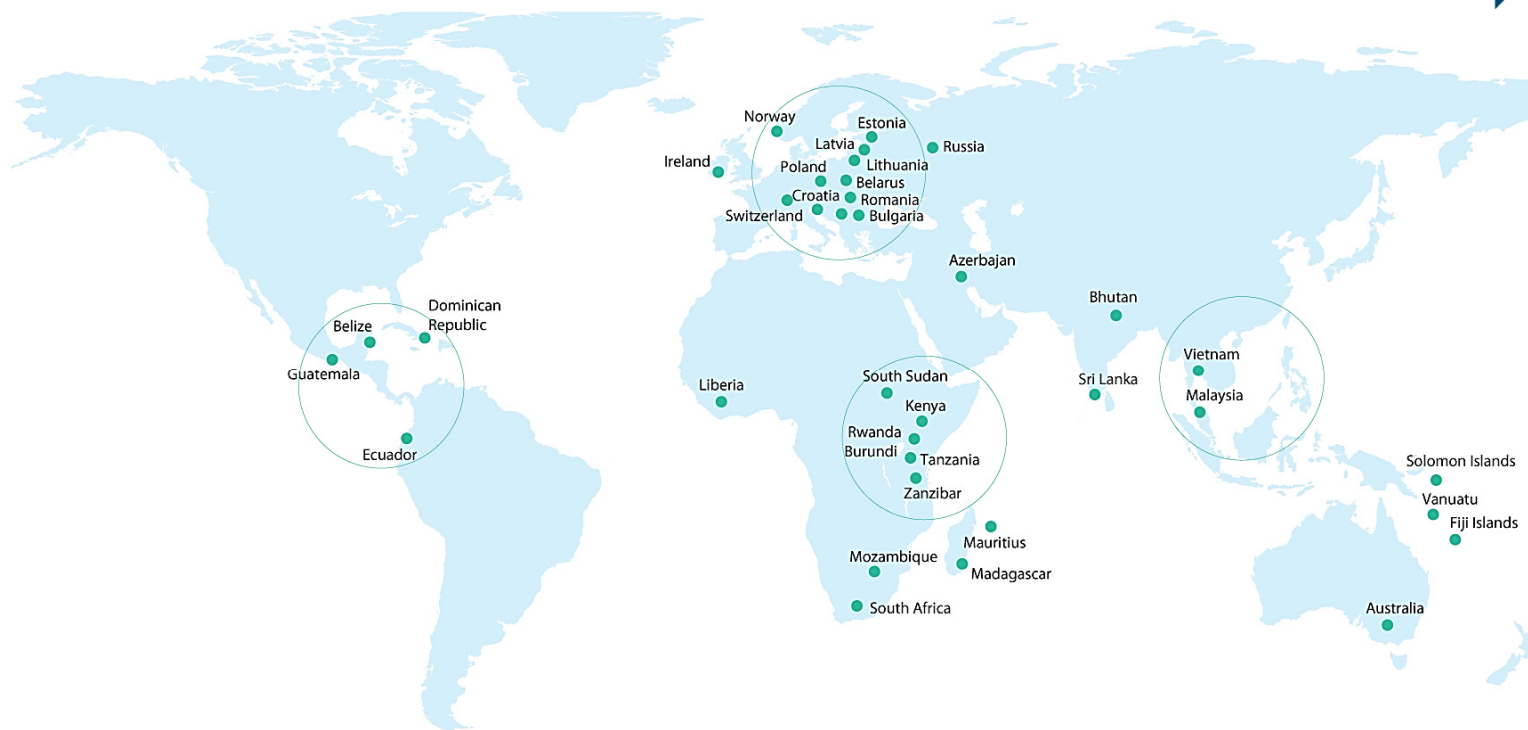 Norway
Estonia
Latvia
Russia
Ireland
Lithuania
Poland
Belarus
Croatia
Romania
Switzerland
Bulgaria
Azerbajan
Bhutan
Dominican
Republic
Belize
Guatemala
Vietnam
South Sudan
Sri Lanka
Liberia
Malaysia
Kenya
Rwanda
Burundi
Tanzania
Ecuador
Solomon Islands
Zanzibar
Vanuatu
Fiji Islands
Mauritius
Mozambique
Madagascar
South Africa
Australia